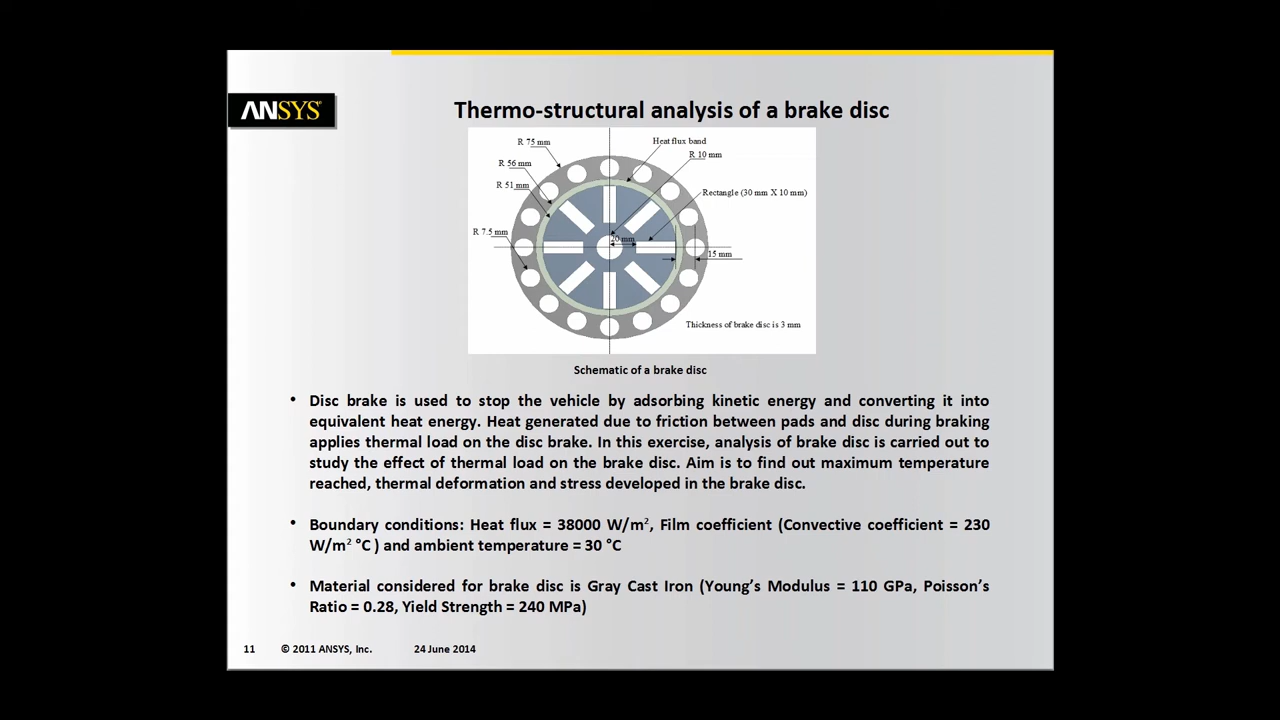 ANSYS
Thermo-structural analysis of a brake disc
R 75 mm
Heat flux band
R 10 mm
R 56 mm
R 51 mm
Rectangle (30 mm X 10 mm)
R 7.5 mm
20 mm
15 mm
Thickness of brake disc is 3 mm
Schematic of a brake disc
• Disc brake is used to stop the vehicle by adsorbing kinetic energy and converting it into
equivalent heat energy. Heat generated due to friction between pads and disc during braking
applies thermal load on the disc brake. In this exercise, analysis of brake disc is carried out to
study the effect of thermal load on the brake disc. Aim is to find out maximum temperature
reached, thermal deformation and stress developed in the brake disc.
• Boundary conditions: Heat flux = 38000 W/m², Film coefficient (Convective coefficient = 230
W/m² °C ) and ambient temperature = 30 °C
• Material considered for brake disc is Gray Cast Iron (Young’s Modulus = 110 GPa, Poisson’s
Ratio = 0.28, Yield Strength = 240 MPa)
11 © 2011 ANSYS, Inc. 24 June 2014